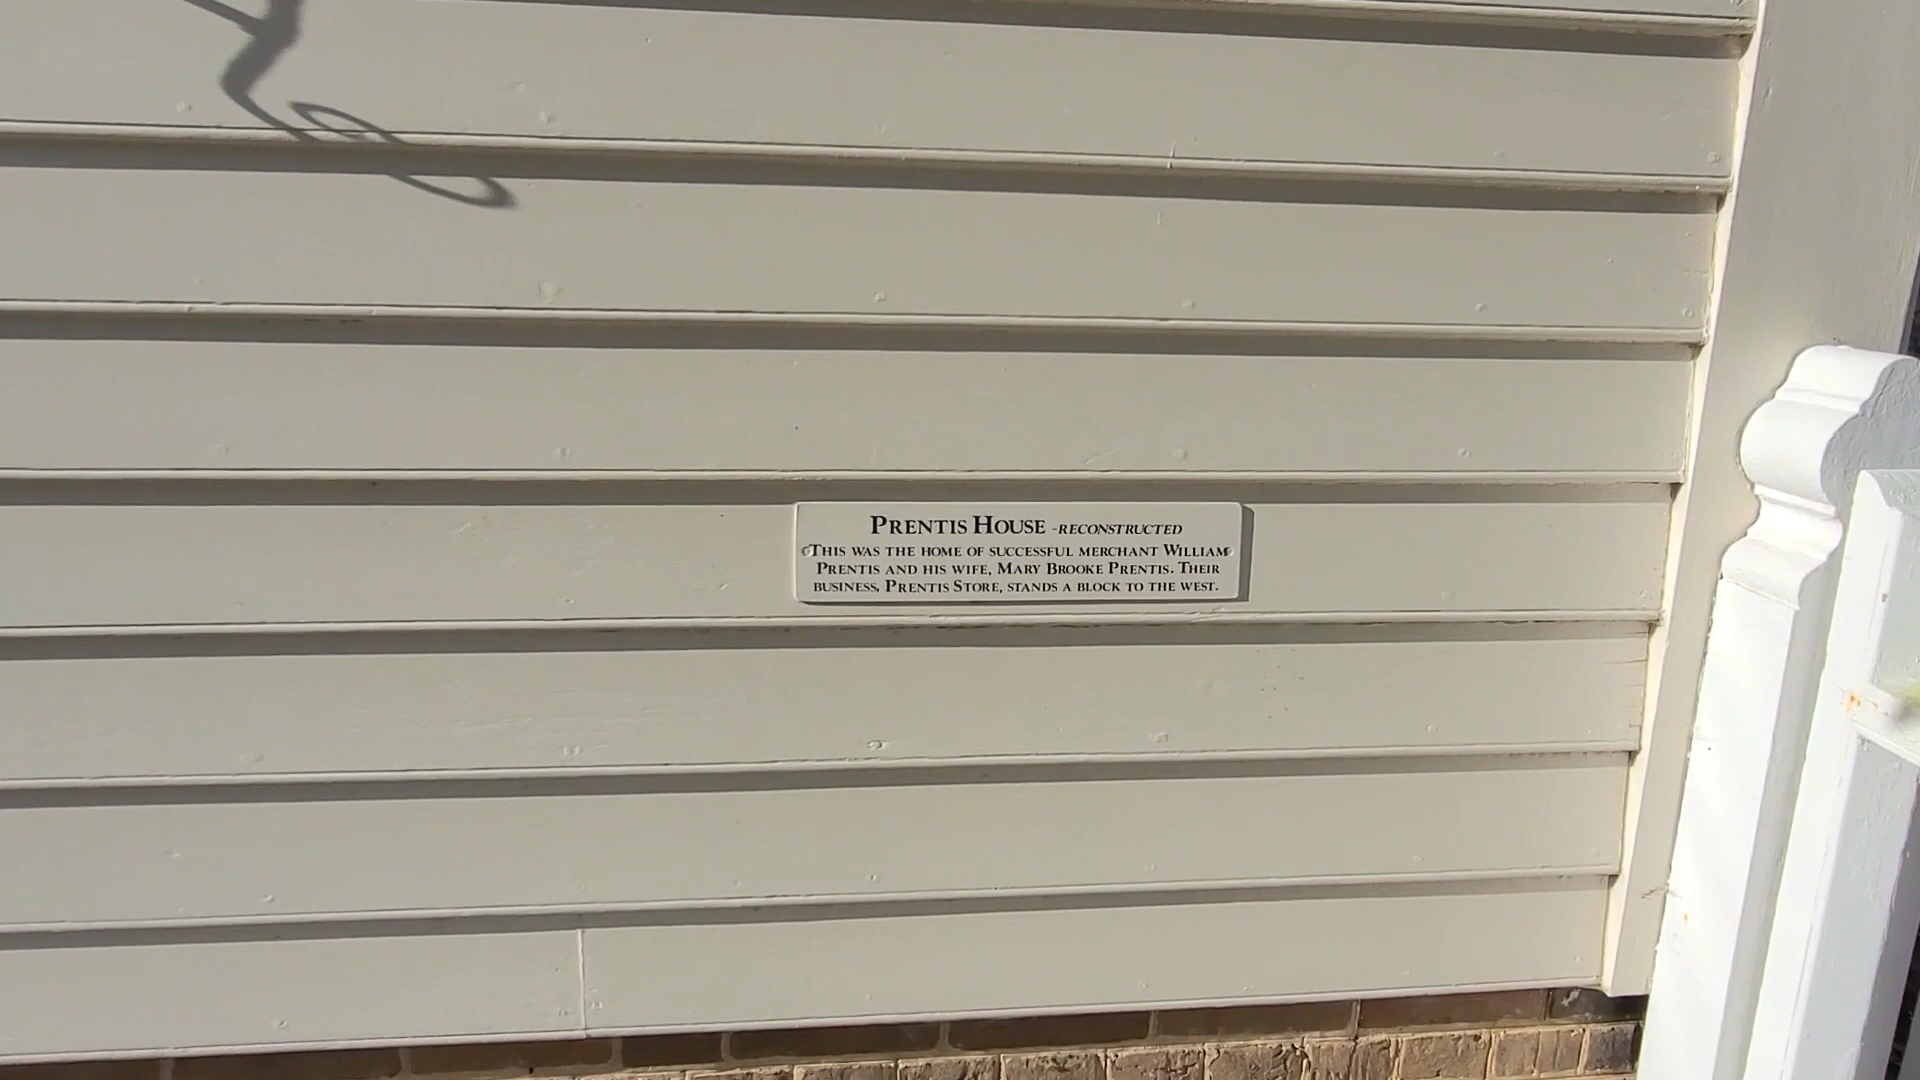 PRENTIS HOUSE -RECONSTRUCTED
THIS WAS THE HOME OF SUCCESSFUL MERCHANT WILLIAM
PRENTIS AND HIS WIFE, MARY BROOKE PRENTIS. THEIR
BUSINESS, PRENTIS STORE, STANDS A BLOCK TO THE WEST.